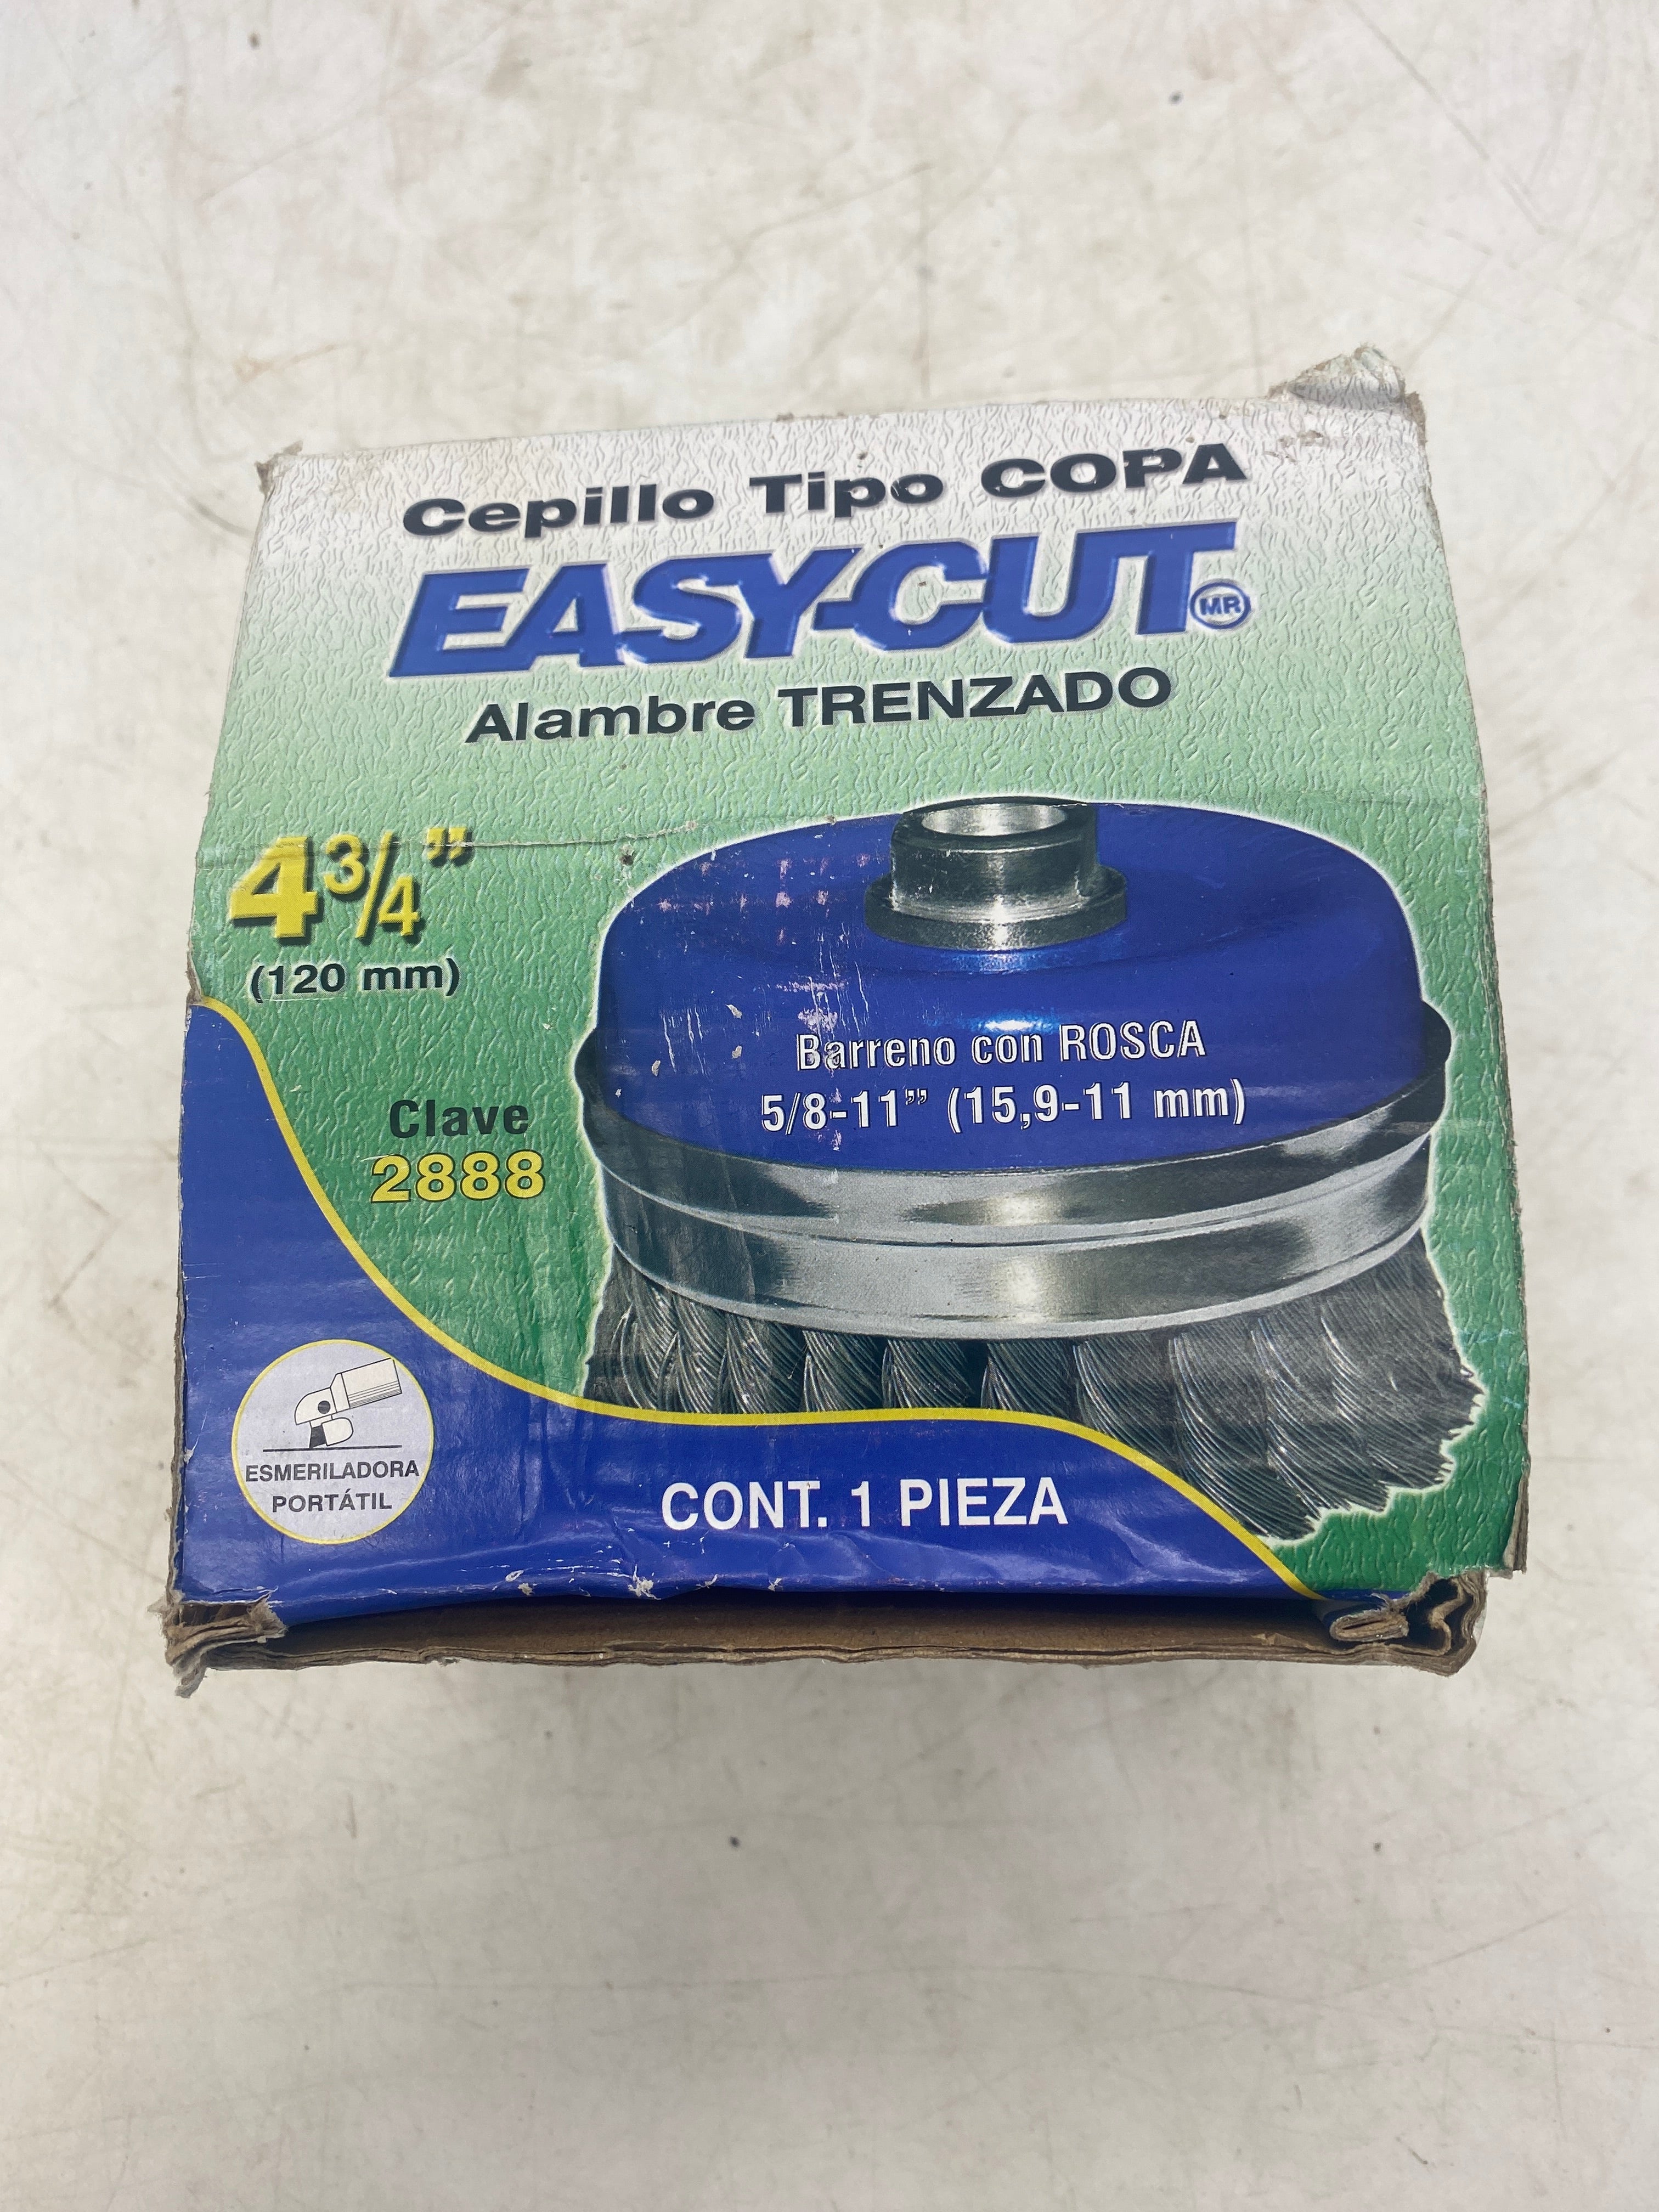 Cepillo Tipo COPA
EASY-CUT MR
Alambre TRENZADO
4 3/4"
(120 mm)
Barreno con ROSCA
5/8-11" (15,9-11 mm)
Clave
2888
ESMERILADORA
PORTÁTIL
CONT. 1 PIEZA